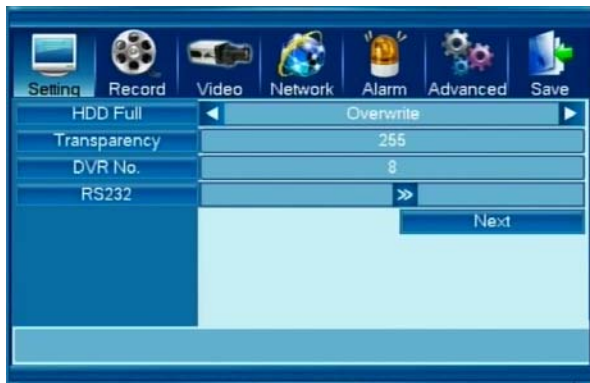 Setting Record Video Network Alarm Advanced Save
HDD Full Overwrite
Transparency 255
DVR No. 8
RS232
Next